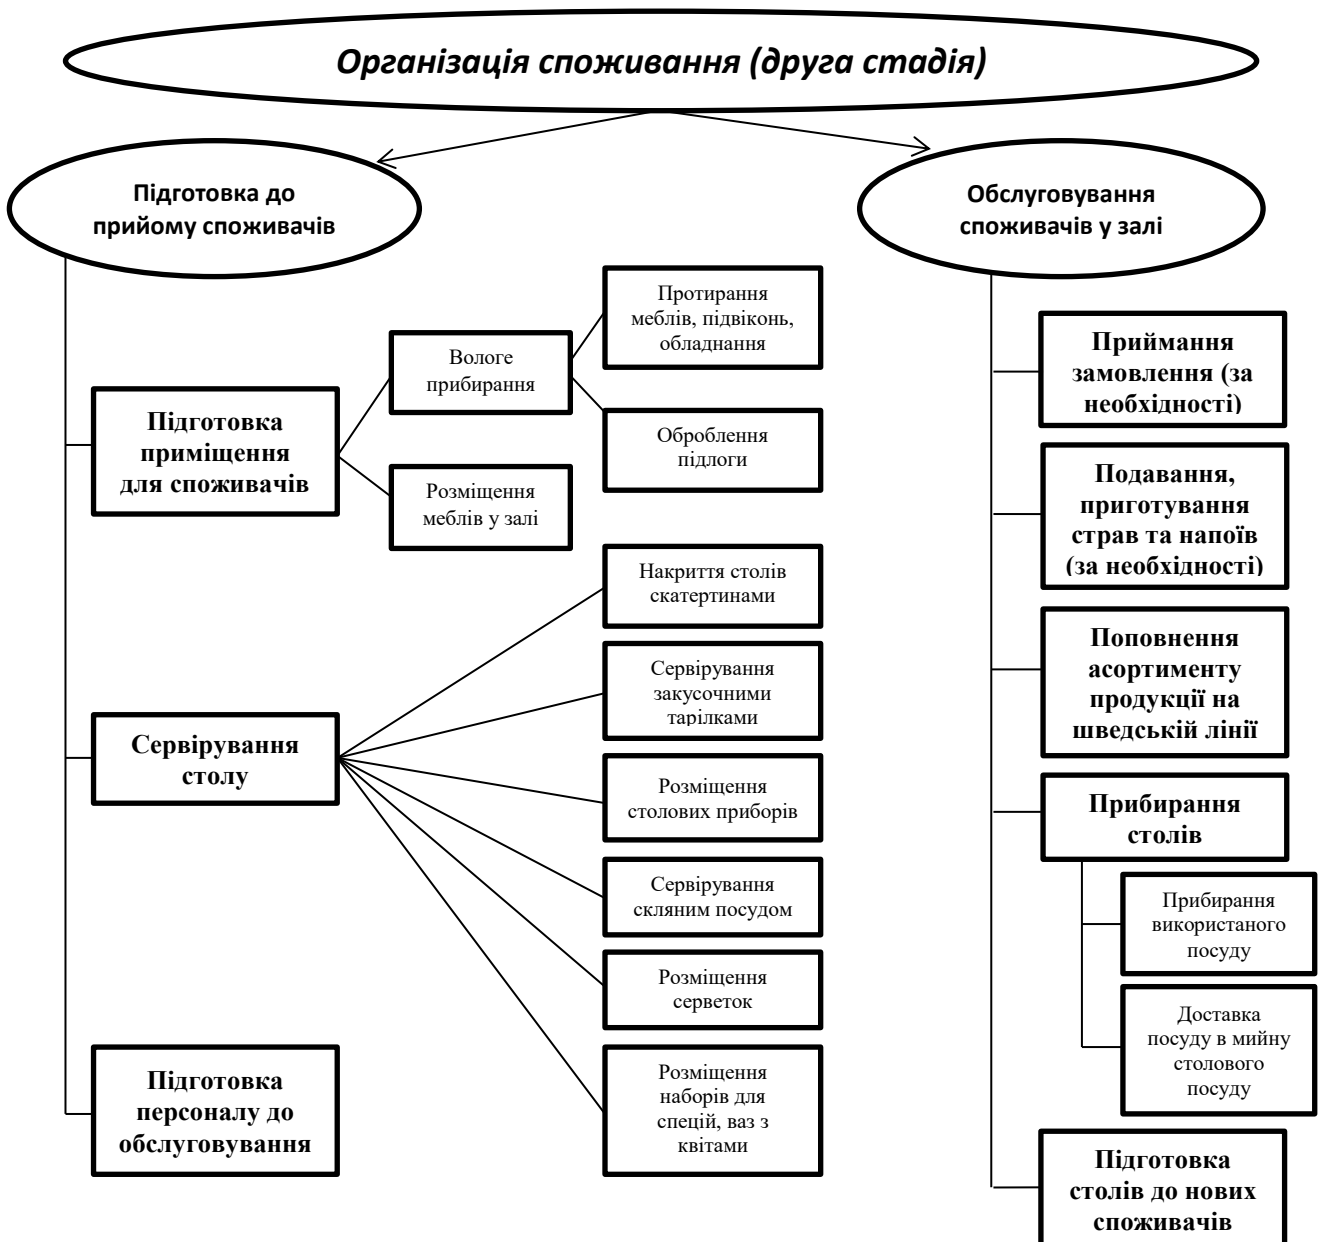 Організація споживання (друга стадія)
Підготовка до
прийому споживачів
Підготовка
приміщення
для споживачів
Вологе
прибирання
Розміщення
меблів у залі
Протирання
меблів, підвіконь,
обладнання
Оброблення
підлоги
Сервірування
столу
Накриття столів
скатертинами
Сервірування
закусочними
тарілками
Розміщення
столових приборів
Сервірування
скляним посудом
Розміщення
серветок
Розміщення
наборів для
спецій, ваз з
квітами
Підготовка
персоналу до
обслуговування
Обслуговування
споживачів у залі
Приймання
замовлення (за
необхідності)
Подавання,
приготування
страв та напоїв
(за необхідності)
Поповнення
асортименту
продукції на
шведській лінії
Прибирання
столів
Прибирання
використаного
посуду
Доставка
посуду в мийну
столового
посуду
Підготовка
столів до нових
споживачів